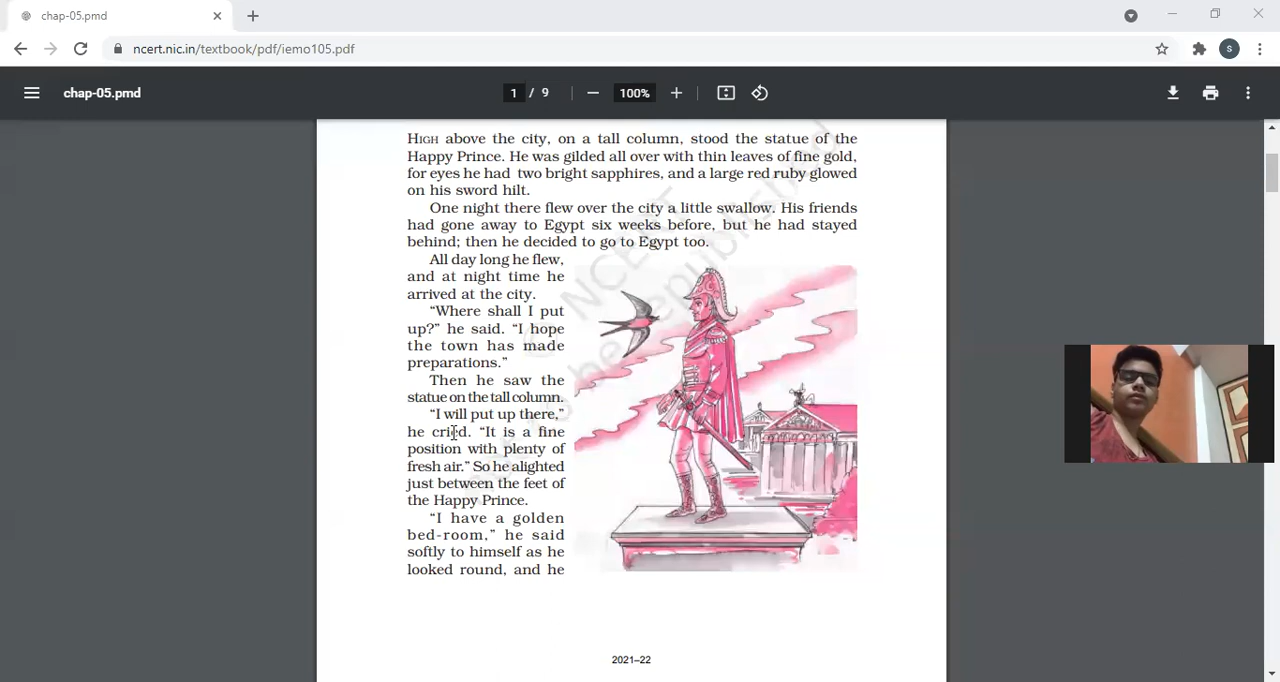 chap-05.pmd
ncert.nic.in/textbook/pdf/iemo105.pdf
S
chap-05.pmd
1 / 9
100%
HIGH above the city, on a tall column, stood the statue of the
Happy Prince. He was gilded all over with thin leaves of fine gold,
for eyes he had two bright sapphires, and a large red ruby glowed
on his sword hilt.
One night there flew over the city a little swallow. His friends
had gone away to Egypt six weeks before, but he had stayed
behind; then he decided to go to Egypt too.
All day long he flew,
and at night time he
arrived at the city.
“Where shall I put
up?” he said. “I hope
the town has made
preparations.”
Then he saw the
statue on the tall column.
“I will put up there,”
he cried. “It is a fine
position with plenty of
fresh air.” So he alighted
just between the feet of
the Happy Prince.
“I have a golden
bed-room,” he said
softly to himself as he
looked round, and he
© NCERT
to be republished
2021–22